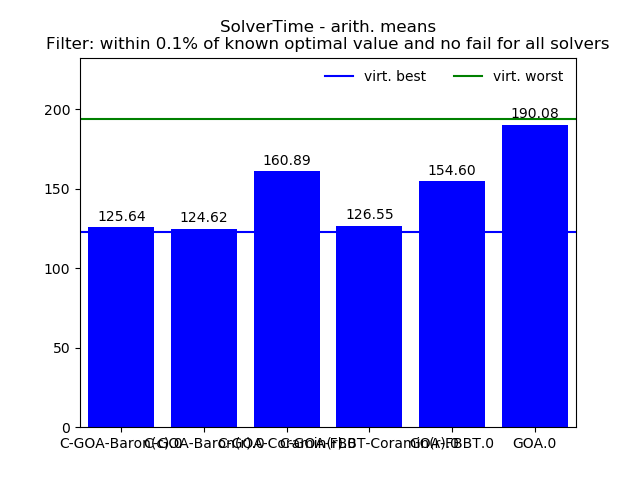 SolverTime - arith. means
Filter: within 0.1% of known optimal value and no fail for all solvers
virt. best
virt. worst
200
150
100
50
0
125.64
124.62
160.89
126.55
154.60
190.08
GOA.0